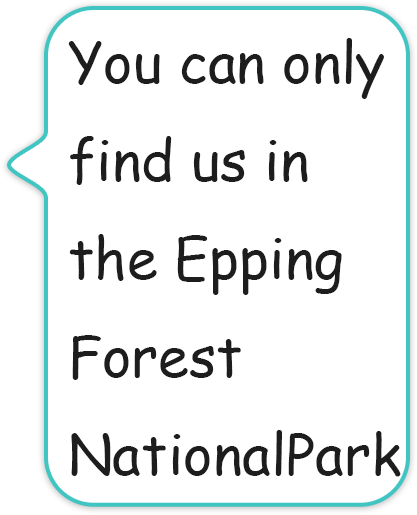 You can only
find us in
the Epping
Forest
NationalPark